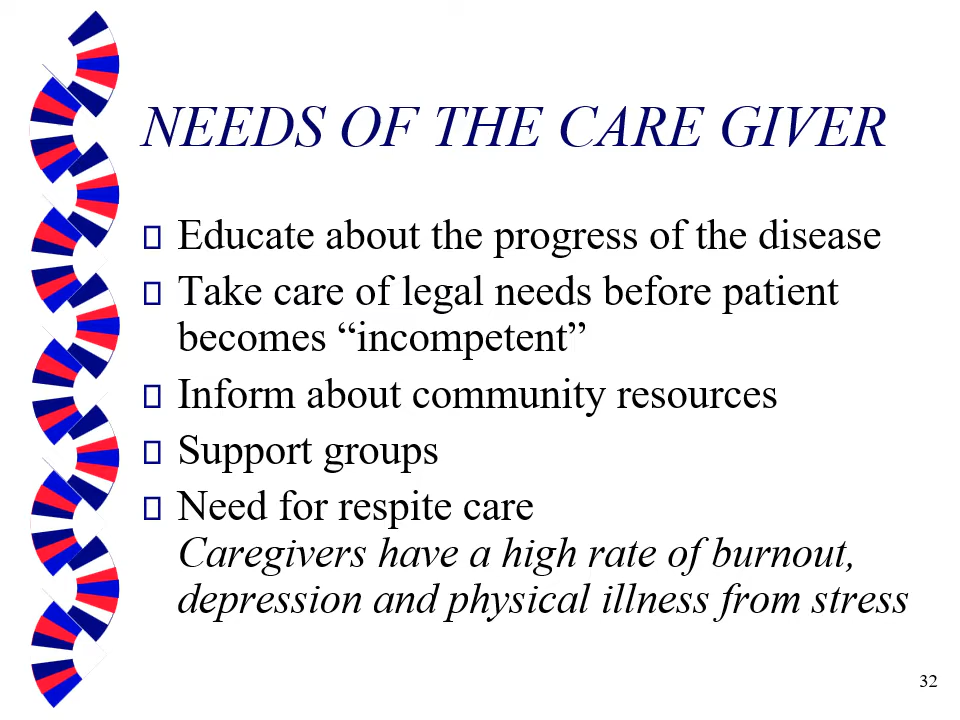 NEEDS OF THE CARE GIVER
Educate about the progress of the disease
Take care of legal needs before patient
becomes “incompetent”
Inform about community resources
Support groups
Need for respite care
Caregivers have a high rate of burnout,
depression and physical illness from stress
32